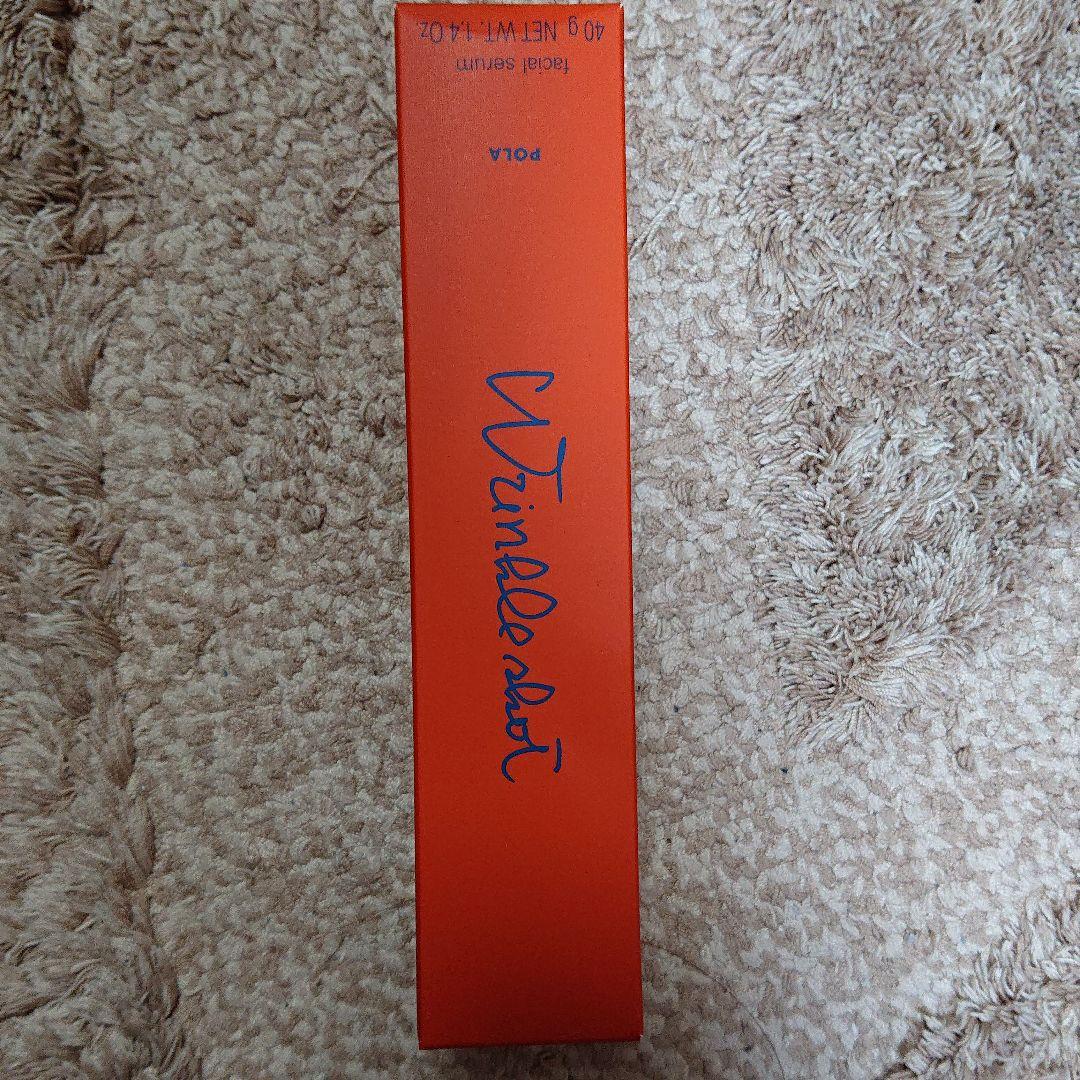 Wrinkle shot
POLA
facial serum
40 g NET WT. 1.4 Oz.